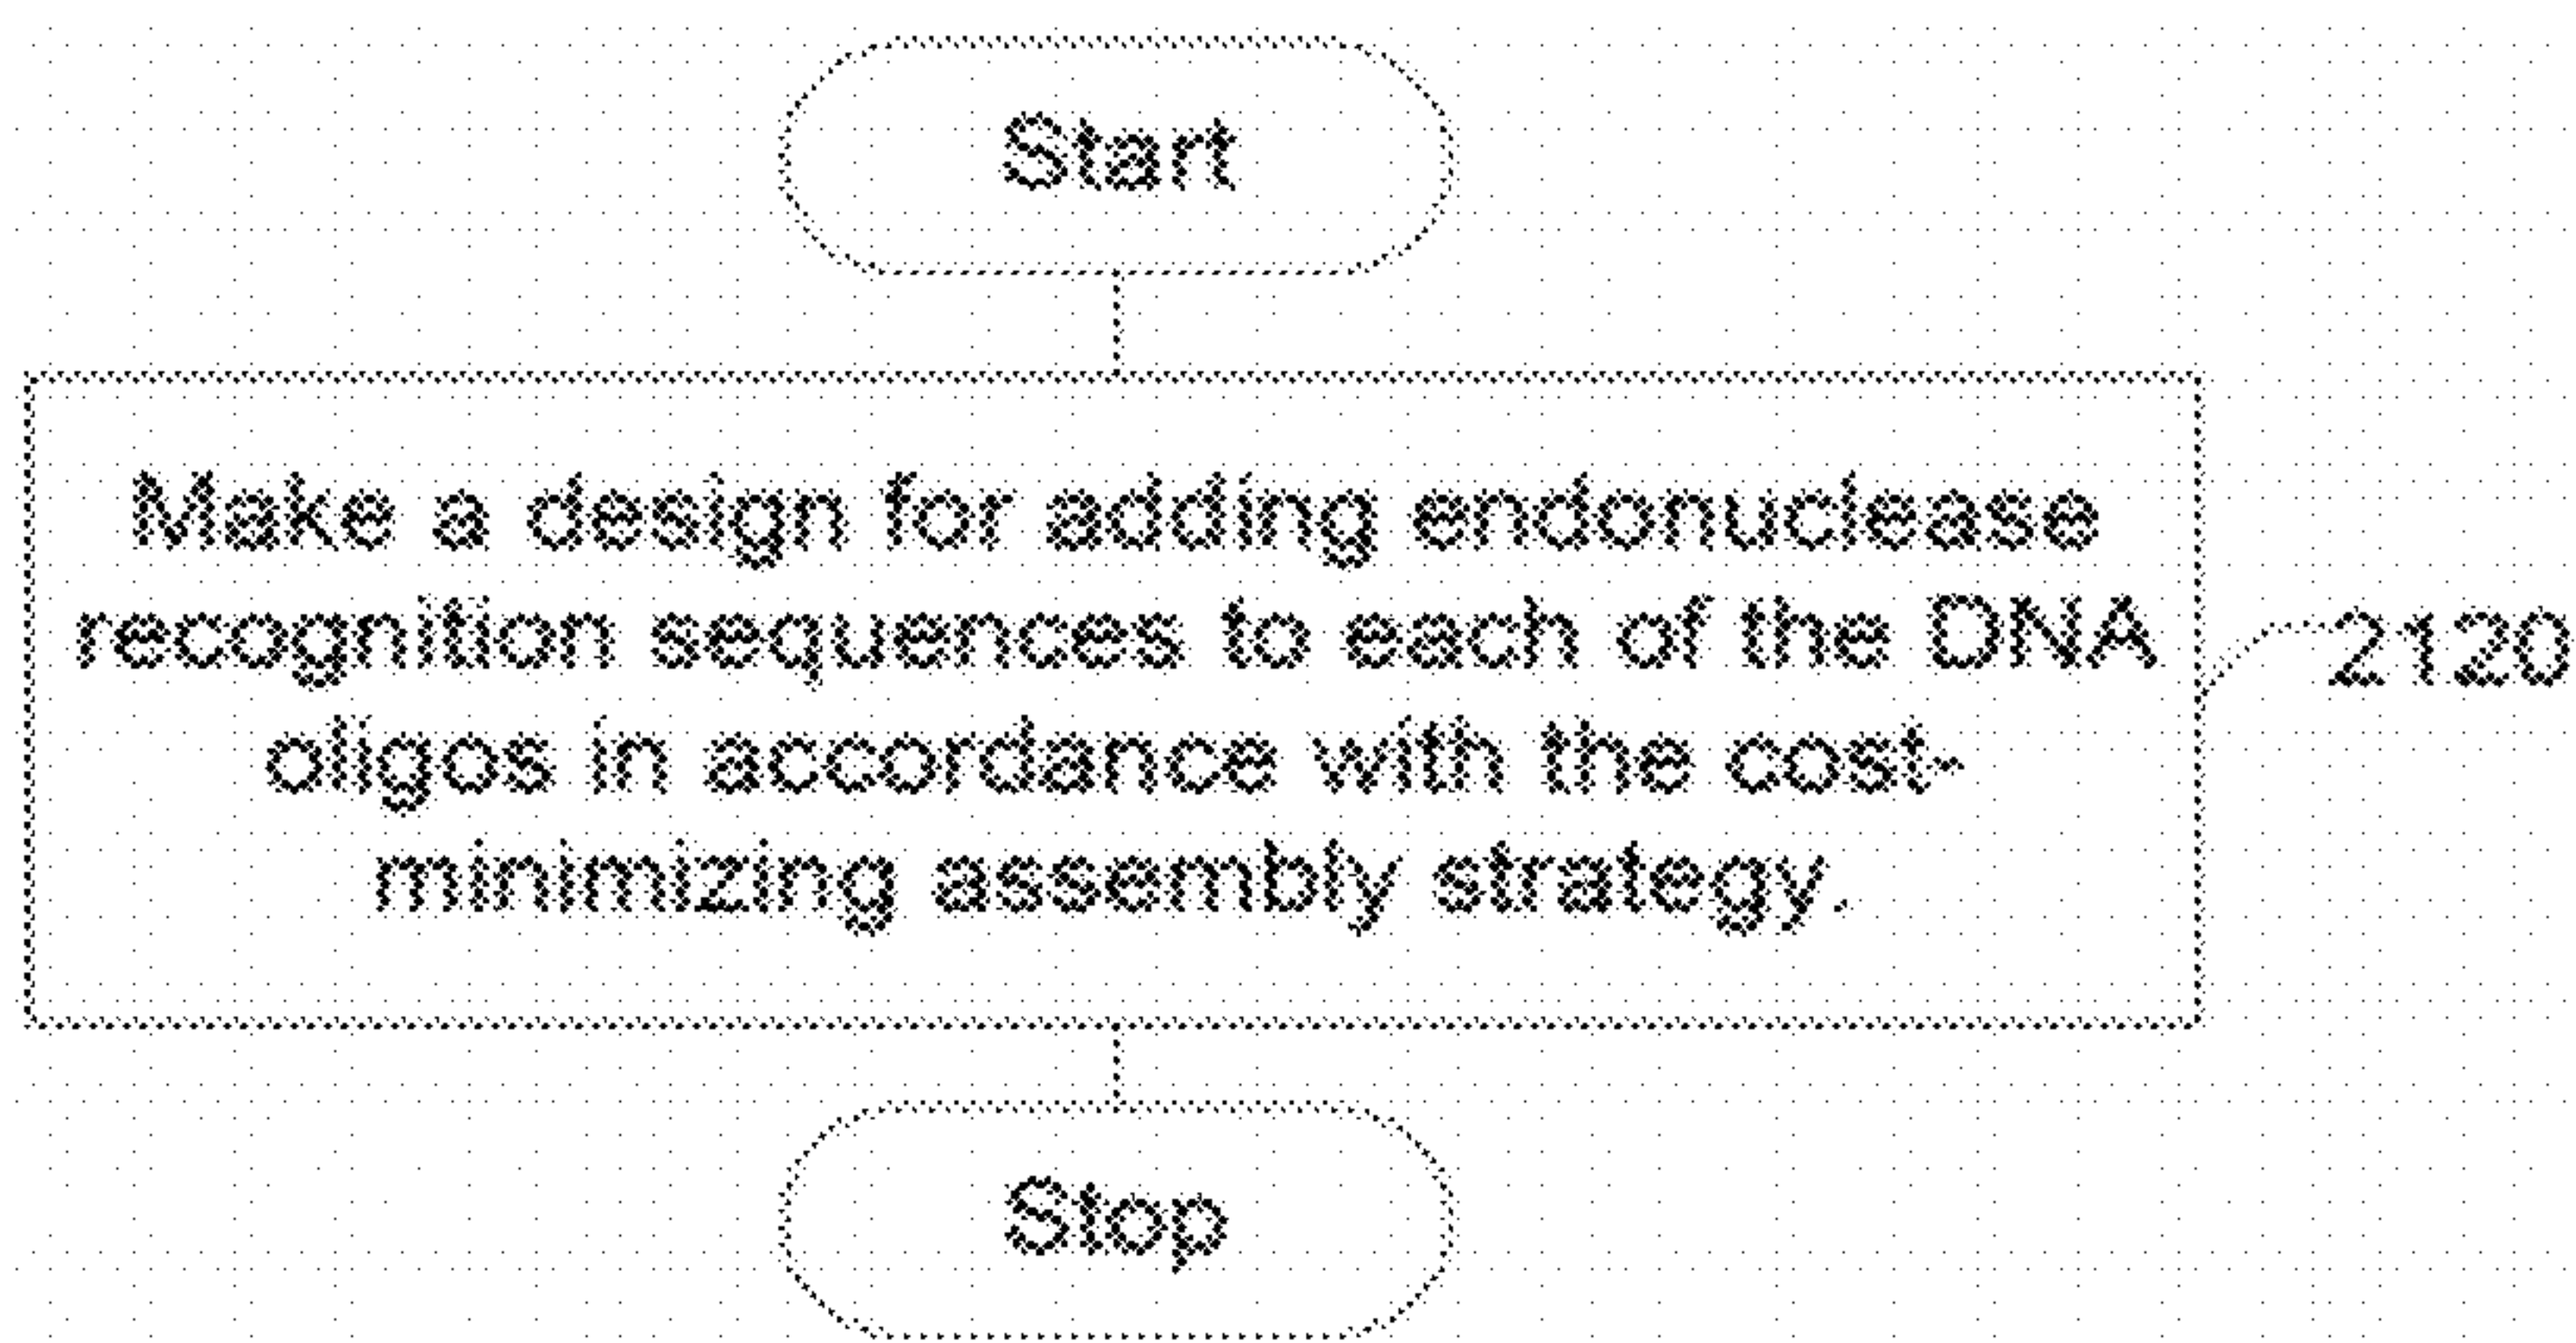 Start
Make a design for adding endonuclease
recognition sequences to each of the DNA
2120
oligos in accordance with the cost-
minimizing assembly strategy.
Stop